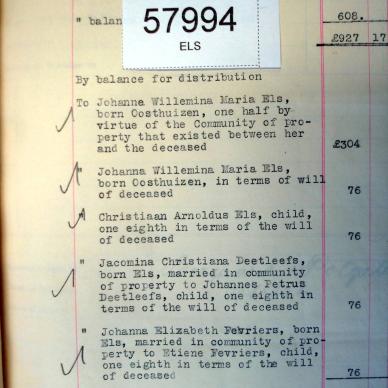 57994
ELS
" balan
608.
£927 17
By balance for distribution
To Johanna Willemina Maria Els,
born Oosthuizen, one half by
virtue of the Community of pro-
perty that existed between her
and the deceased £304
" Johanna Willemina Maria Els,
born Oosthuizen, in terms of will
of deceased 76
" Christiaan Arnoldus Els, child,
one eighth in terms of the will
of deceased 76
" Jacomina Christiana Deetleefs,
born Els, married in community
of property to Johannes Petrus
Deetleefs, child, one eighth in
terms of the will of deceased 76
" Johanna Elizabeth Fevriers, born
Els, married in community of pro-
perty to Etiene Fevriers, child,
one eighth in terms of the will
of deceased 76